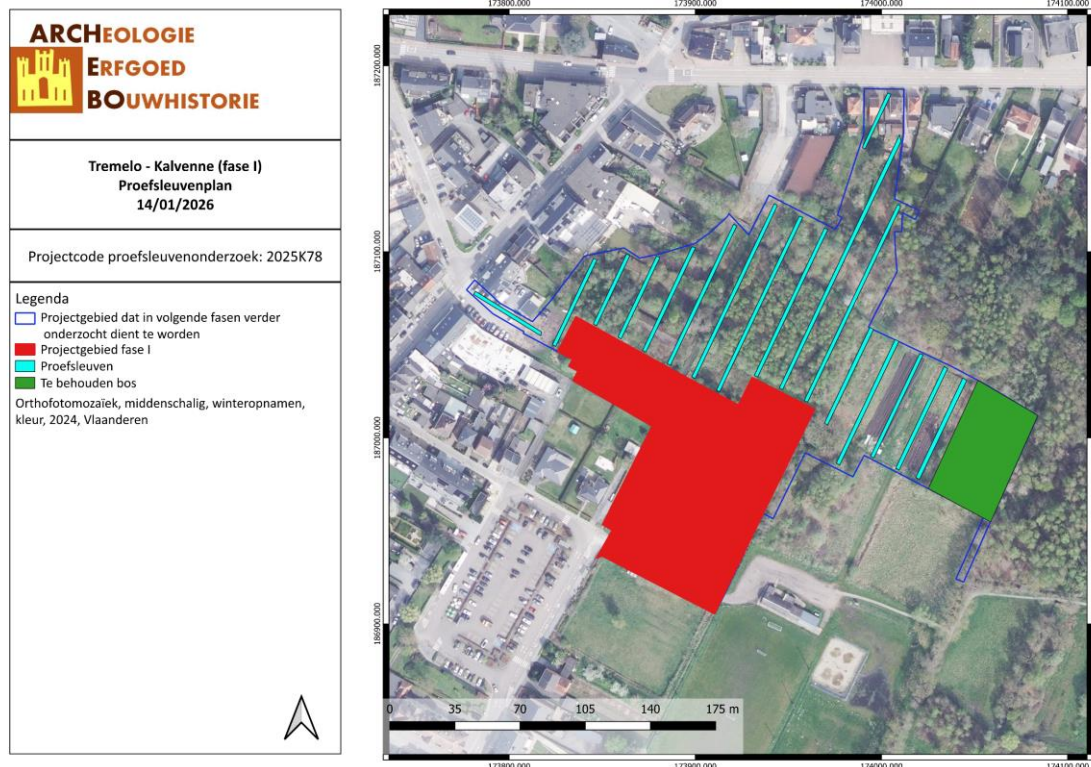 ARCHEOLOGIE
ERFGOED
BOUWHISTORIE
Tremelo - Kalvenne (fase I)
Proefsleuvenplan
14/01/2026
Projectcode proefsleuvenonderzoek: 2025K78
Legenda
Projectgebied dat in volgende fasen verder
onderzocht dient te worden
Projectgebied fase I
Proefsleuven
Te behouden bos
Orthofotomozaïek, middenschalig, winteropnamen,
kleur, 2024, Vlaanderen
173800.000 173900.000 174000.000 174100.000
187200.000
187100.000
187000.000
186900.000
0 35 70 105 140 175 m
173800.000 173900.000 174000.000 174100.000